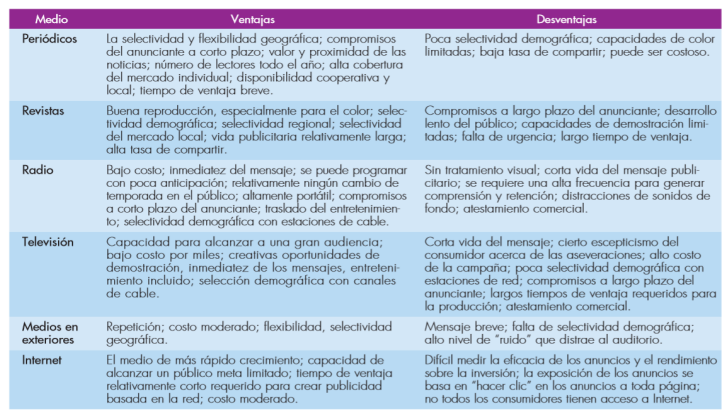 Medio Ventajas Desventajas
Periódicos La selectividad y flexibilidad geográfica; compromisos Poca selectividad demográfica; capacidades de color
del anunciante a corto plazo; valor y proximidad de las limitadas; baja tasa de compartir; puede ser costoso.
noticias; número de lectores todo el año; alta cobertura
del mercado individual; disponibilidad cooperativa y
local; tiempo de ventaja breve.
Revistas Buena reproducción, especialmente para el color; selec- Compromisos a largo plazo del anunciante; desarrollo
tividad demográfica; selectividad regional; selectividad lento del público; capacidades de demostración limi-
del mercado local; vida publicitaria relativamente larga; tadas; falta de urgencia; largo tiempo de ventaja.
alta tasa de compartir.
Radio Bajo costo; inmediatez del mensaje; se puede programar Sin tratamiento visual; corta vida del mensaje publi-
con poca anticipación; relativamente ningún cambio de citario; se requiere una alta frecuencia para generar
temporada en el público; altamente portátil; compromisos comprensión y retención; distracciones de sonidos de
a corto plazo del anunciante; traslado del entretenimien- fondo; atestamiento comercial.
to; selectividad demográfica con estaciones de cable.
Televisión Capacidad para alcanzar a una gran audiencia; Corta vida del mensaje; cierto escepticismo del
bajo costo por miles; creativas oportunidades de consumidor acerca de las aseveraciones; alto costo
demostración, inmediatez de los mensajes, entreteni- de la campaña; poca selectividad demográfica con
miento incluido; selección demográfica con canales estaciones de red; compromisos a largo plazo del
de cable. anunciante; largos tiempos de ventaja requeridos para
la producción; atestamiento comercial.
Medios en Repetición; costo moderado; flexibilidad, selectividad Mensaje breve; falta de selectividad demográfica;
exteriores geográfica. alto nivel de “ruido” que distrae al auditorio.
Internet El medio de más rápido crecimiento; capacidad de Difícil medir la eficacia de los anuncios y el rendimiento
alcanzar un público meta limitado; tiempo de ventaja sobre la inversión; la exposición de los anuncios se
relativamente corto requerido para crear publicidad basa en “hacer clic” en los anuncios a toda página;
basada en la red; costo moderado. no todos los consumidores tienen acceso a Internet.